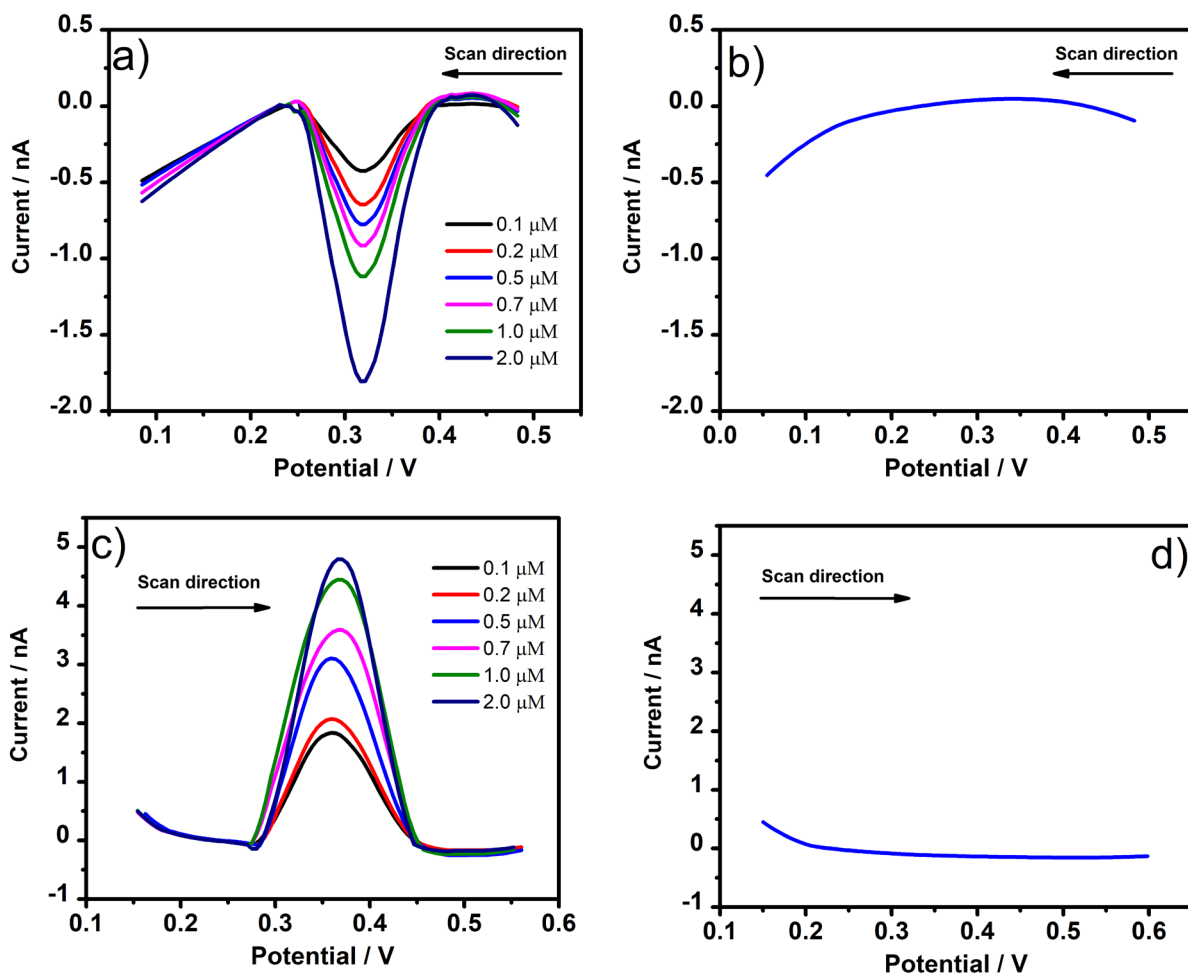 a)
Scan direction
0.5
0.0
-0.5
-1.0
-1.5
-2.0
Current / nA
0.1 μM
0.2 μM
0.5 μM
0.7 μM
1.0 μM
2.0 μM
0.1 0.2 0.3 0.4 0.5
Potential / V
b)
Scan direction
0.5
0.0
-0.5
-1.0
-1.5
-2.0
Current / nA
0.0 0.1 0.2 0.3 0.4 0.5
Potential / V
c)
Scan direction
5
4
3
2
1
0
-1
Current / nA
0.1 μM
0.2 μM
0.5 μM
0.7 μM
1.0 μM
2.0 μM
0.1 0.2 0.3 0.4 0.5 0.6
Potential / V
d)
Scan direction
5
4
3
2
1
0
-1
Current / nA
0.1 0.2 0.3 0.4 0.5 0.6
Potential / V